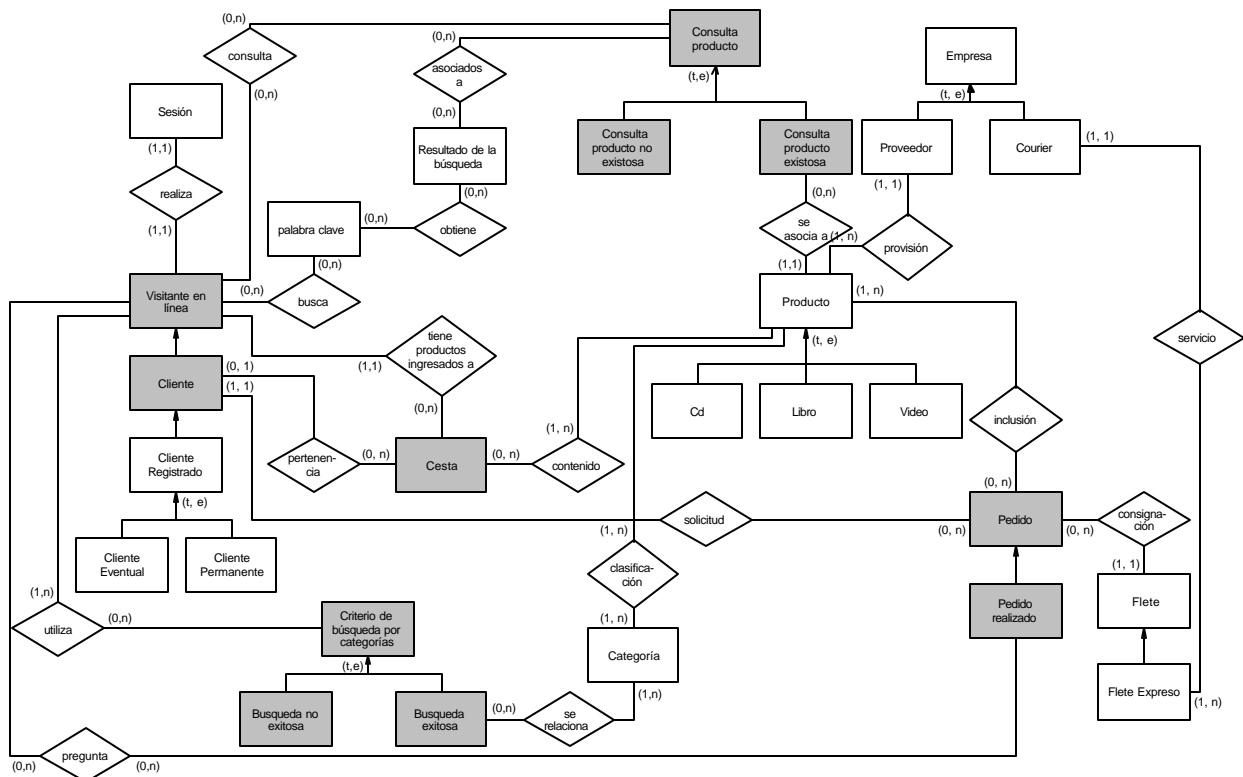 (0,n)
Consulta
producto
consulta
(0,n)
asociados
a
Empresa
(t,e)
(t, e)
(0,n)
Sesión
(0,n)
Consulta
producto no
existosa
Consulta
producto
existosa
Proveedor
Courier
(1, 1)
(1,1)
Resultado de la
búsqueda
(1, 1)
realiza
(0,n)
(0,n)
palabra clave
(0,n)
obtiene
se
asocia a
(1, n)
provisión
(1,1)
(0,n)
(1,1)
Visitante en
línea
(0,n)
busca
Producto
(1, n)
tiene
productos
ingresados a
(t, e)
servicio
(1,1)
(0, 1)
Cliente
(1, 1)
Cd
Libro
Video
(0,n)
inclusión
(1, n)
Cliente
Registrado
pertenen-
cia
(0, n)
Cesta
(0, n)
contenido
(0, n)
(t, e)
solicitud
(0, n)
Pedido
(0, n)
consigna-
ción
(1, n)
Cliente
Eventual
Cliente
Permanente
clasifica-
ción
(1, 1)
(1,n)
Pedido
realizado
Flete
utiliza
(0,n)
Criterio de
búsqueda por
categorías
(1, n)
Categoría
(t,e)
Flete Expreso
(1, n)
Busqueda no
exitosa
Busqueda
exitosa
(0,n)
se
relaciona
(1,n)
(0,n)
pregunta
(0,n)